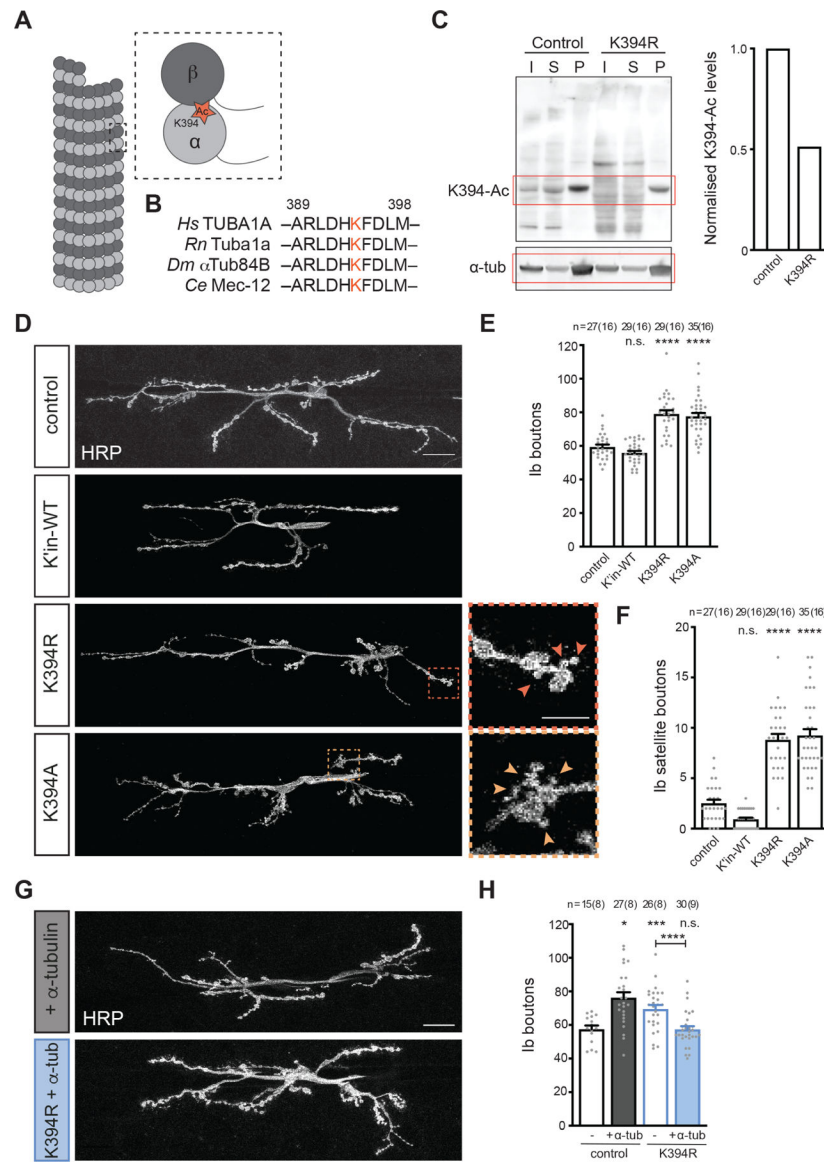 A
β
Ac
K394
α
B
389 398
Hs TUBA1A –ARLDHKFDLM–
Rn Tuba1a –ARLDHKFDLM–
Dm αTub84B –ARLDHKFDLM–
Ce Mec-12 –ARLDHKFDLM–
C
Control K394R
I S P I S P
K394-Ac
α-tub
Normalised K394-Ac levels
1.0
0.5
0
control
K394R
D
control
HRP
K'in-WT
K394R
K394A
E
n=27(16) 29(16) 29(16) 35(16)
n.s. **** ****
Ib boutons
120
100
80
60
40
20
0
control
K'in-WT
K394R
K394A
F
n=27(16) 29(16) 29(16) 35(16)
n.s. **** ****
Ib satellite boutons
20
15
10
5
0
control
K'in-WT
K394R
K394A
G
+ α-tubulin
HRP
K394R + α-tub
H
n=15(8) 27(8) 26(8) 30(9)
* *** n.s.
****
Ib boutons
120
100
80
60
40
20
0
- +α-tub - +α-tub
control K394R